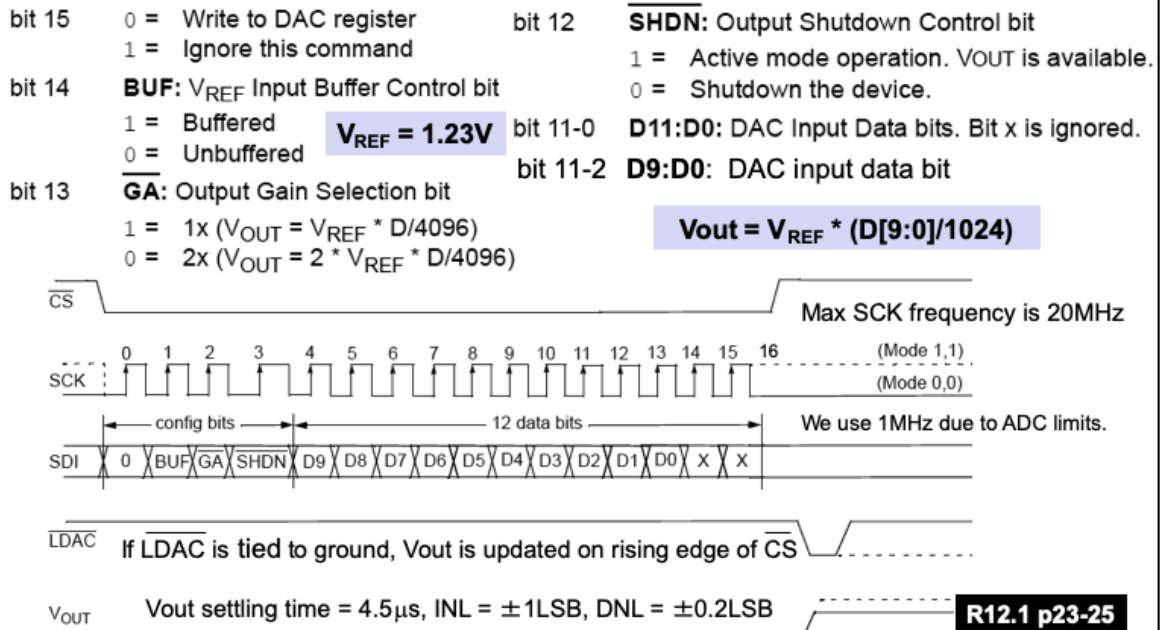 bit 15 0 = Write to DAC register
1 = Ignore this command
bit 14 BUF: VREF Input Buffer Control bit
1 = Buffered
0 = Unbuffered
VREF = 1.23V
bit 13 GA: Output Gain Selection bit
1 = 1x (VOUT = VREF * D/4096)
0 = 2x (VOUT = 2 * VREF * D/4096)
bit 12 SHDN: Output Shutdown Control bit
1 = Active mode operation. VOUT is available.
0 = Shutdown the device.
bit 11-0 D11:D0: DAC Input Data bits. Bit x is ignored.
bit 11-2 D9:D0: DAC input data bit
Vout = VREF * (D[9:0]/1024)
CS
Max SCK frequency is 20MHz
0 1 2 3 4 5 6 7 8 9 10 11 12 13 14 15 16 (Mode 1,1)
SCK (Mode 0,0)
config bits 12 data bits We use 1MHz due to ADC limits.
SDI 0 BUF GA SHDN D9 D8 D7 D6 D5 D4 D3 D2 D1 D0 X X
LDAC If LDAC is tied to ground, Vout is updated on rising edge of CS
VOUT Vout settling time = 4.5μs, INL = ±1LSB, DNL = ±0.2LSB
R12.1 p23-25